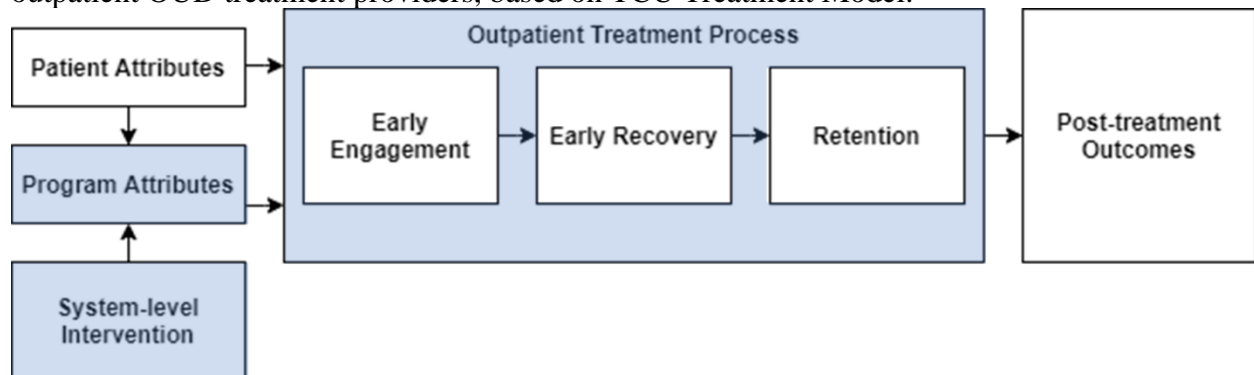 outpatient OUD treatment providers, based on TCU Treatment Model.
Outpatient Treatment Process
Patient Attributes
Early
Engagement
Early Recovery
Retention
Post-treatment
Outcomes
Program Attributes
System-level
Intervention